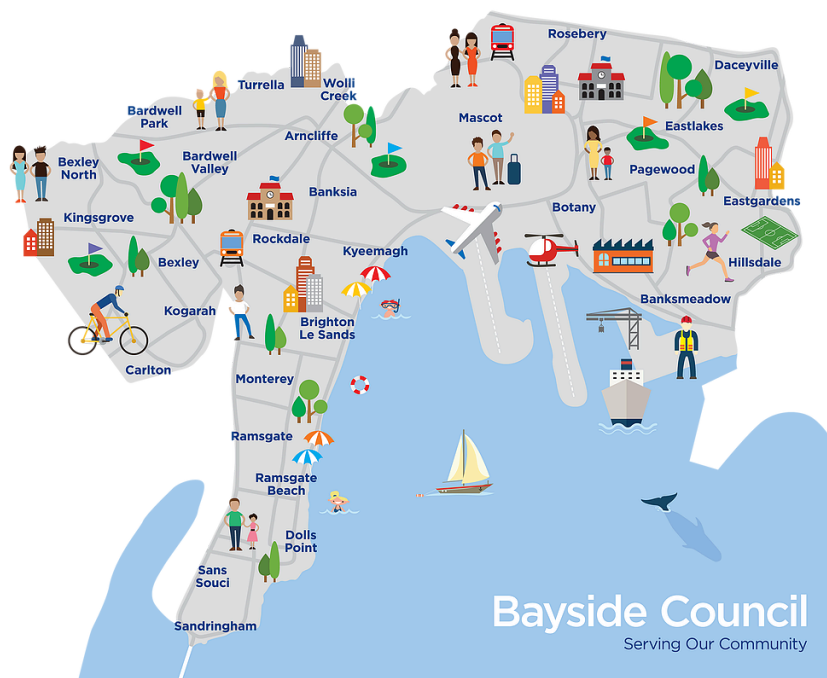 Rosebery
Daceyville
Turrella
Wolli
Creek
Bardwell
Park
Mascot
Arncliffe
Eastlakes
Bexley
North
Bardwell
Valley
Pagewood
Banksia
Eastgardens
Kingsgrove
Botany
Rockdale
Kyeemagh
Bexley
Hillsdale
Banksmeadow
Kogarah
Brighton
Le Sands
Carlton
Monterey
Ramsgate
Ramsgate
Beach
Dolls
Point
Sans
Souci
Sandringham
Bayside Council
Serving Our Community